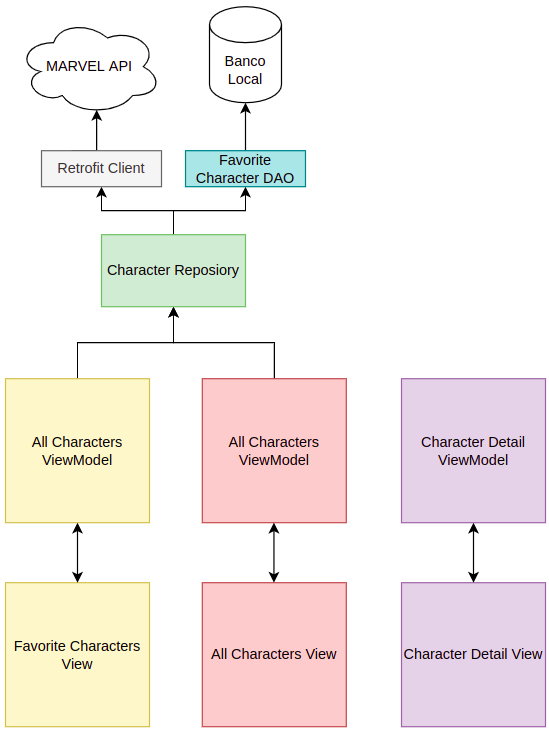 MARVEL API
Banco
Local
Retrofit Client
Favorite
Character DAO
Character Reposiory
All Characters
ViewModel
All Characters
ViewModel
Character Detail
ViewModel
Favorite Characters
View
All Characters View
Character Detail View